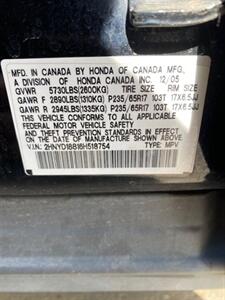 MFD. IN CANADA BY HONDA OF CANADA MFG.,
A DIVISION OF HONDA CANADA INC. 12/05
GVWR 5730LBS(2600KG) TIRE SIZE RIM SIZE
GAWR F 2890LBS(1310KG) P235/65R17 103T 17X6.5JJ
GAWR R 2945LBS(1335KG) P235/65R17 103T 17X6.5JJ
THIS VEHICLE CONFORMS TO ALL APPLICABLE
FEDERAL MOTOR VEHICLE SAFETY
STANDARDS IN EFFECT ON THE DATE OF
MANUFACTURE SHOWN ABOVE.
V.I.N.: 2HNYD18816H518754 TYPE: MPV